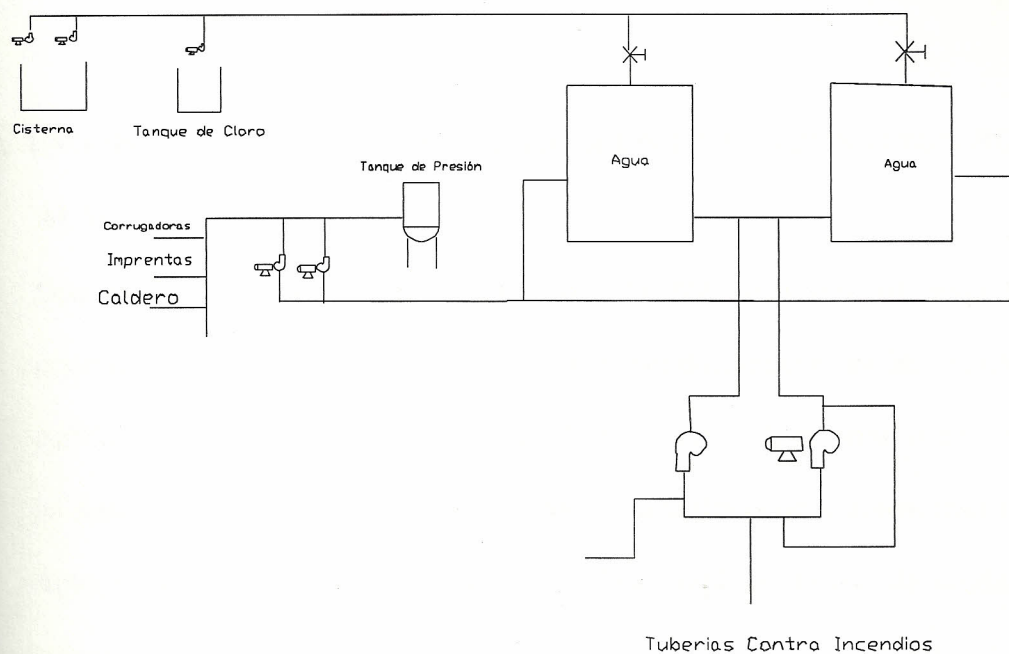 Cisterna
Tanque de Cloro
Tanque de Presión
Agua
Agua
Corrugadoras
Imprentas
Caldero
Tuberias Contra Incendios